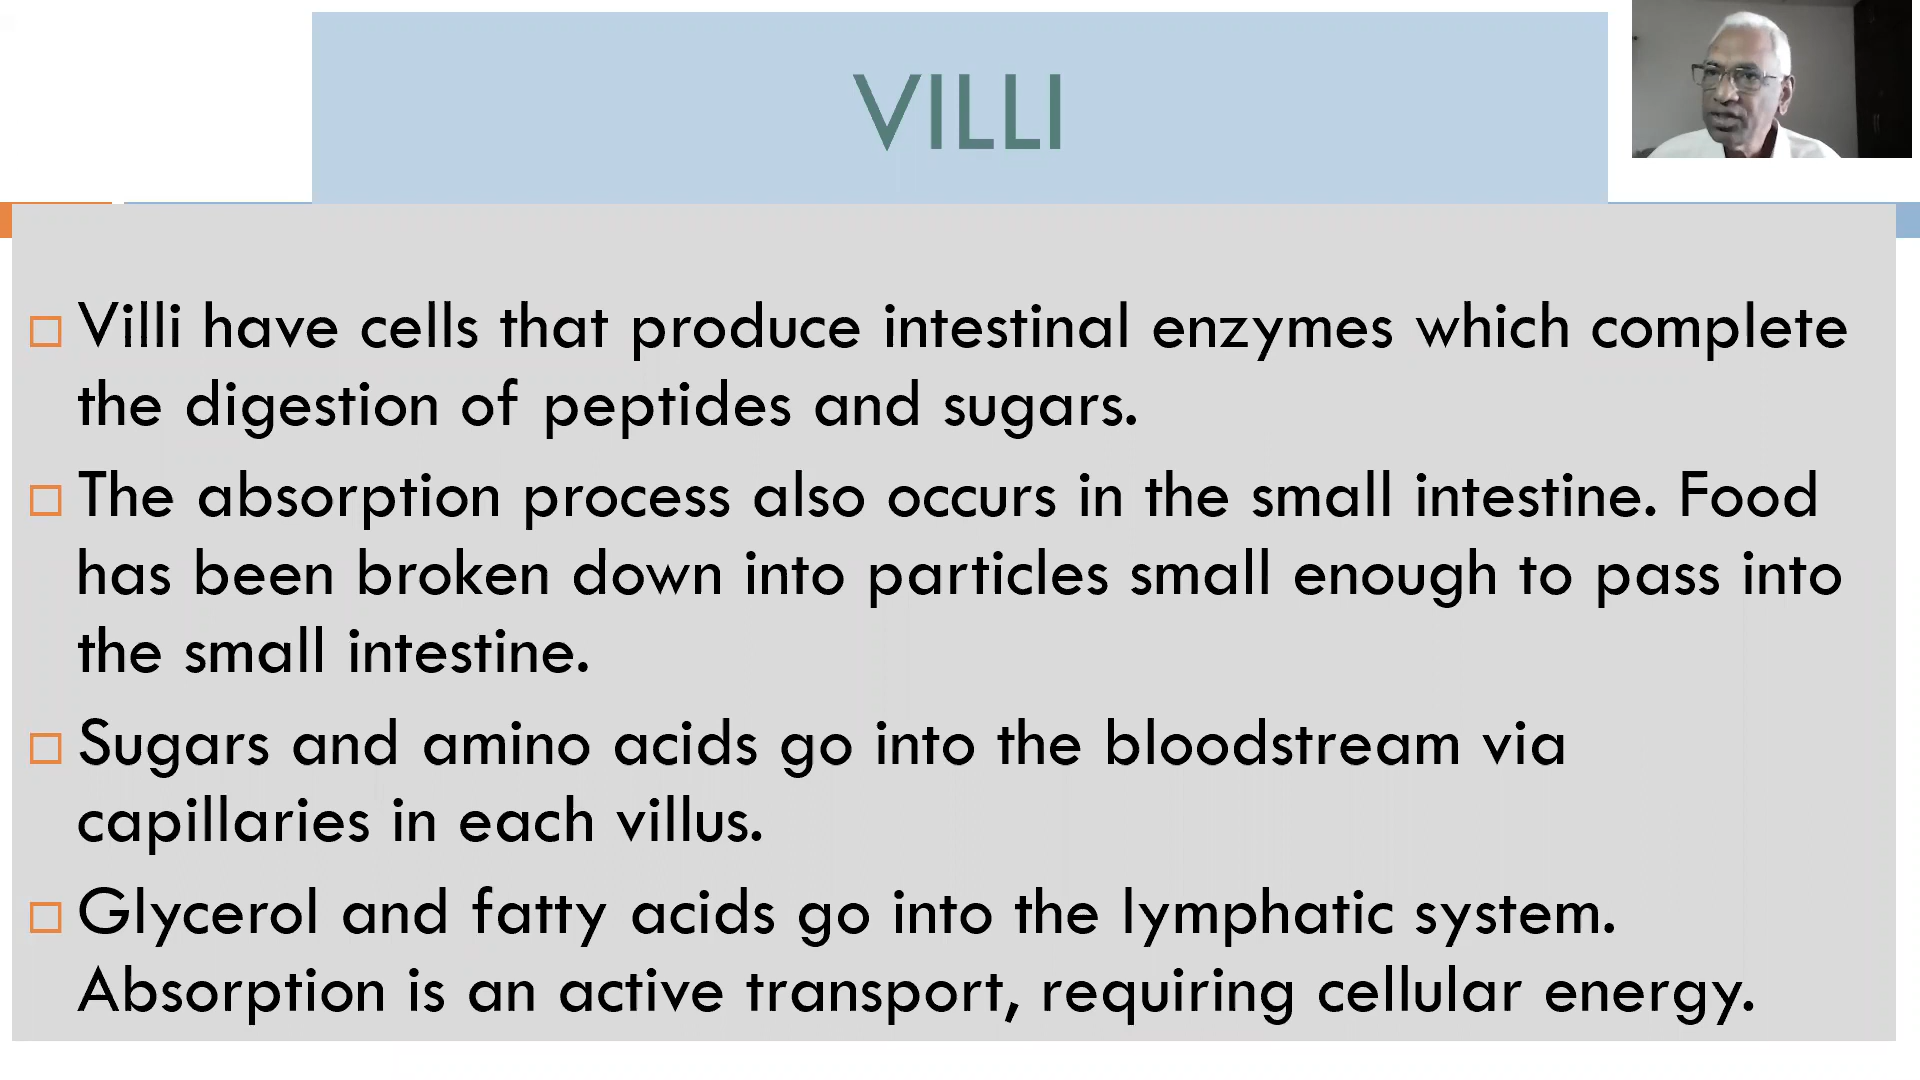 VILLI
Villi have cells that produce intestinal enzymes which complete
the digestion of peptides and sugars.
The absorption process also occurs in the small intestine. Food
has been broken down into particles small enough to pass into
the small intestine.
Sugars and amino acids go into the bloodstream via
capillaries in each villus.
Glycerol and fatty acids go into the lymphatic system.
Absorption is an active transport, requiring cellular energy.